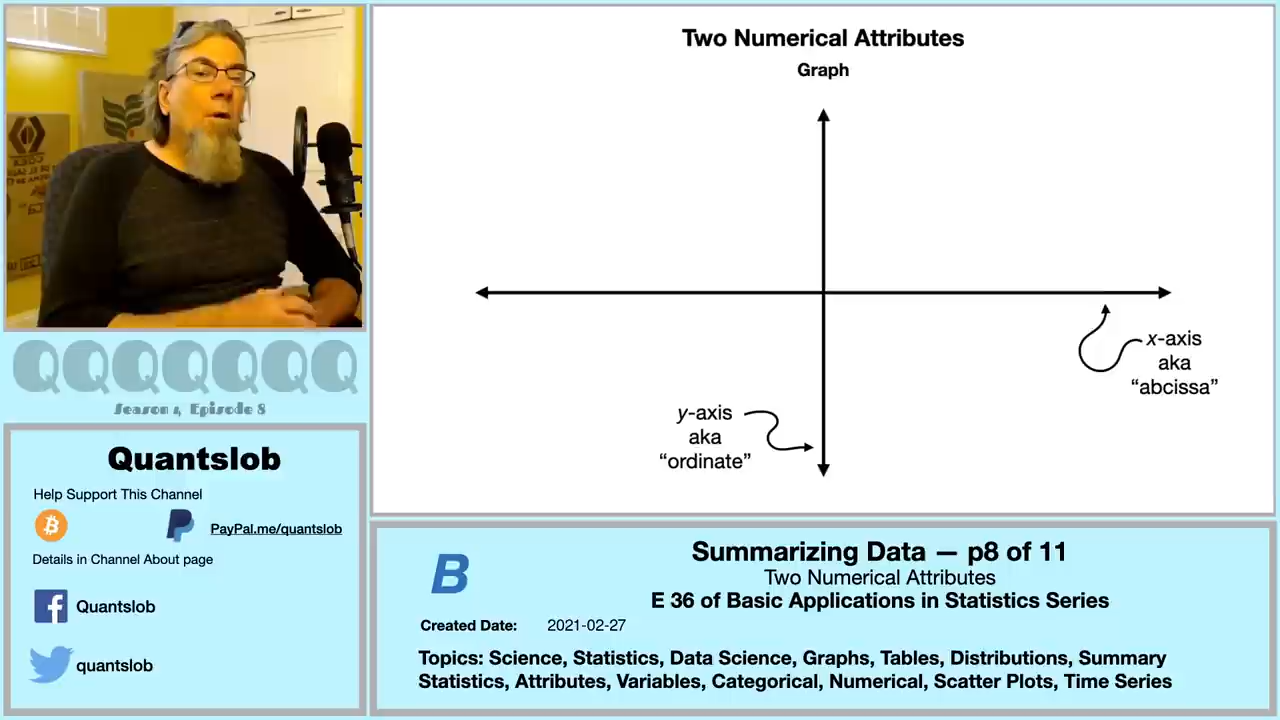 Two Numerical Attributes
Graph
x-axis
aka
“abcissa”
y-axis
aka
“ordinate”
QQQQQQQ
Season 4, Episode 8
Quantslob
Help Support This Channel
PayPal.me/quantslob
Details in Channel About page
Quantslob
quantslob
B
Summarizing Data — p8 of 11
Two Numerical Attributes
E 36 of Basic Applications in Statistics Series
Created Date: 2021-02-27
Topics: Science, Statistics, Data Science, Graphs, Tables, Distributions, Summary
Statistics, Attributes, Variables, Categorical, Numerical, Scatter Plots, Time Series